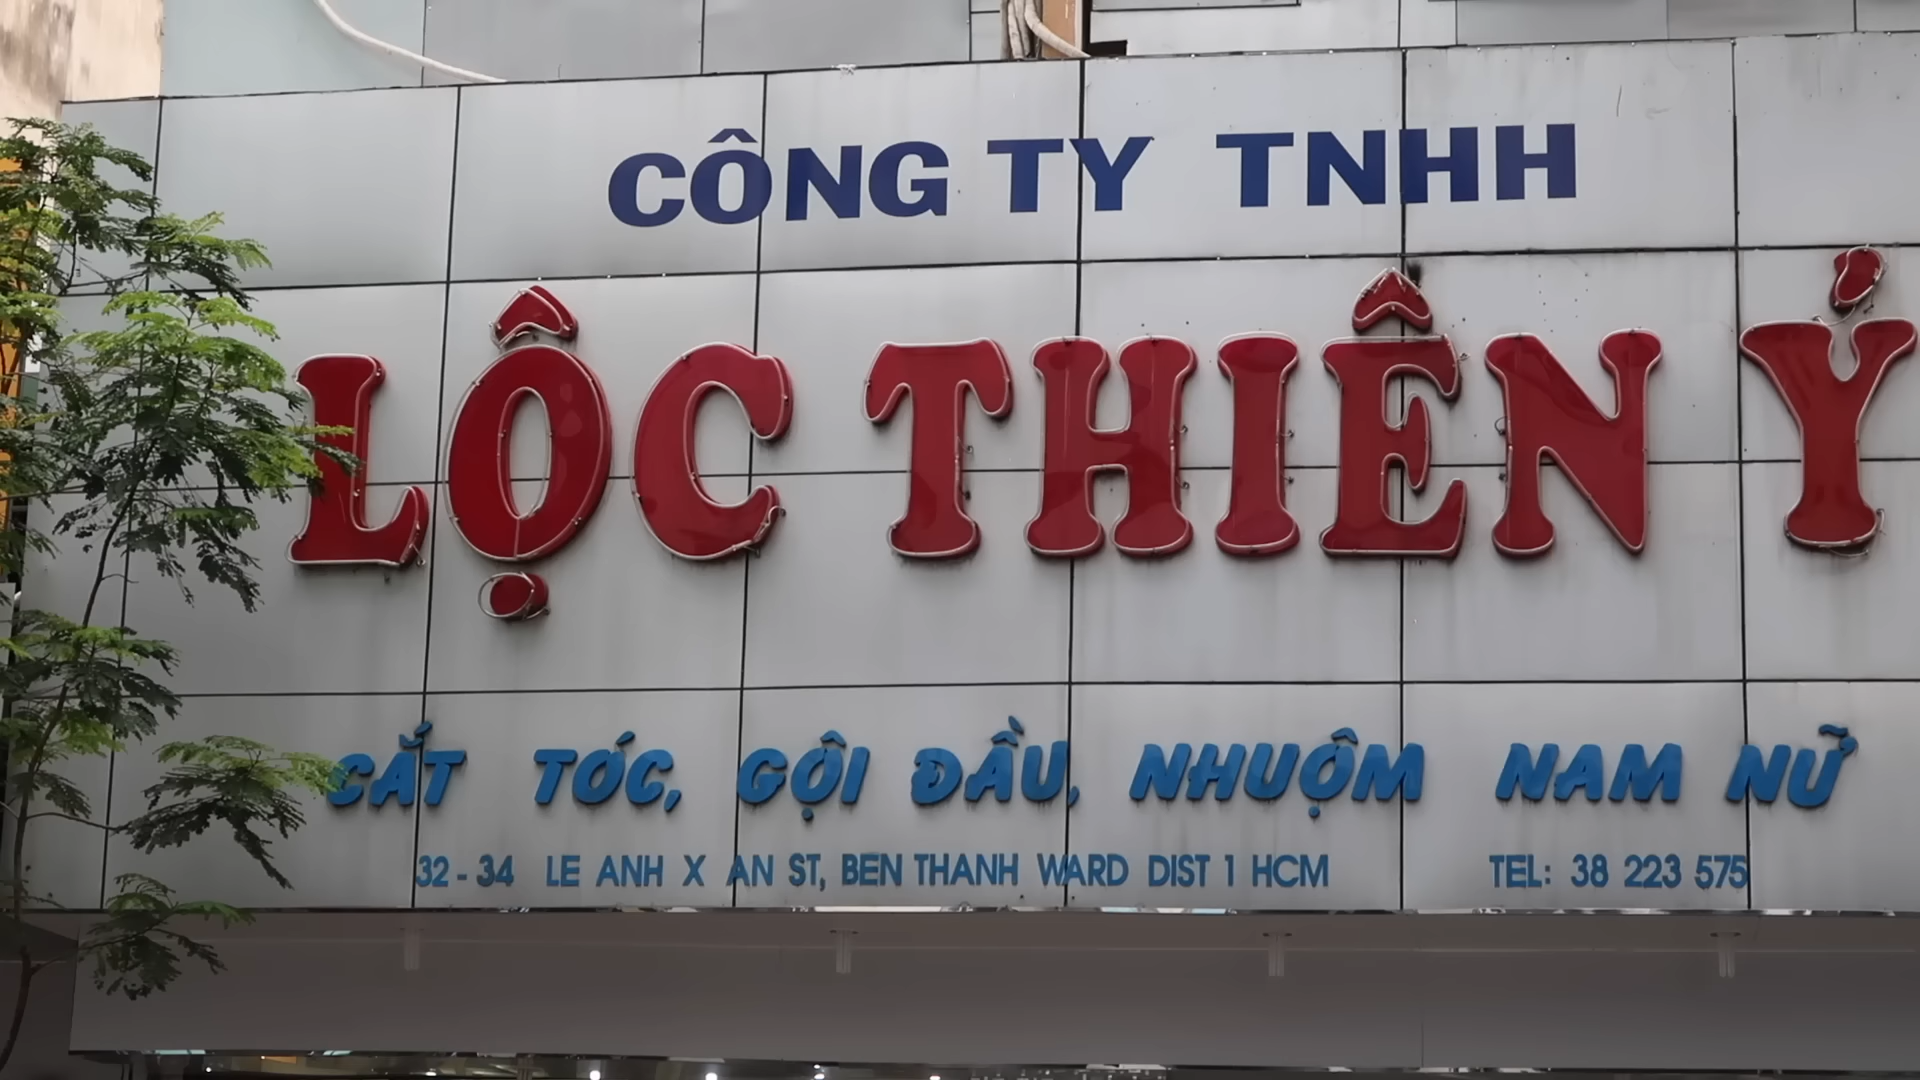 CÔNG TY TNHH
LỘC THIÊN Ý
CẮT TÓC, GỘI ĐẦU, NHUỘM NAM NỮ
32 - 34 LE ANH X AN ST, BEN THANH WARD DIST 1 HCM
TEL: 38 223 575